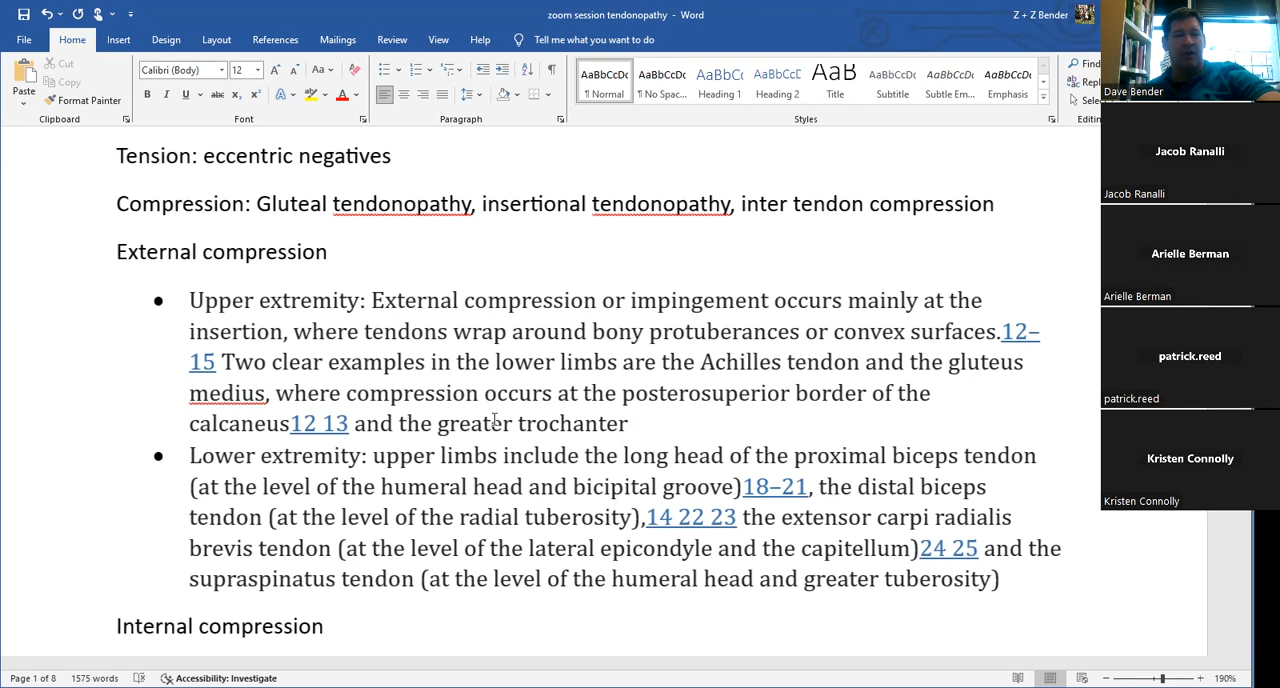 zoom session tendonopathy - Word
Z + Z Bender
File Home Insert Design Layout References Mailings Review View Help Tell me what you want to do
Paste
Cut
Copy
Format Painter
Clipboard
Calibri (Body) 12
Font
Paragraph
AaBbCcDc AaBbCcDc AaBbCc AaBbCcD AaB AaBbCcDc AaBbCcDc AaBbCcDc
¶ Normal ¶ No Spac... Heading 1 Heading 2 Title Subtitle Subtle Em... Emphasis
Styles
Find
Repl
Sele
Editin
Tension: eccentric negatives
Compression: Gluteal tendonopathy, insertional tendonopathy, inter tendon compression
External compression
• Upper extremity: External compression or impingement occurs mainly at the
insertion, where tendons wrap around bony protuberances or convex surfaces.12–
15 Two clear examples in the lower limbs are the Achilles tendon and the gluteus
medius, where compression occurs at the posterosuperior border of the
calcaneus12 13 and the greater trochanter
• Lower extremity: upper limbs include the long head of the proximal biceps tendon
(at the level of the humeral head and bicipital groove)18–21, the distal biceps
tendon (at the level of the radial tuberosity),14 22 23 the extensor carpi radialis
brevis tendon (at the level of the lateral epicondyle and the capitellum)24 25 and the
supraspinatus tendon (at the level of the humeral head and greater tuberosity)
Internal compression
Page 1 of 8 1575 words Accessibility: Investigate
190%
Dave Bender
Jacob Ranalli
Jacob Ranalli
Arielle Berman
Arielle Berman
patrick.reed
patrick.reed
Kristen Connolly
Kristen Connolly